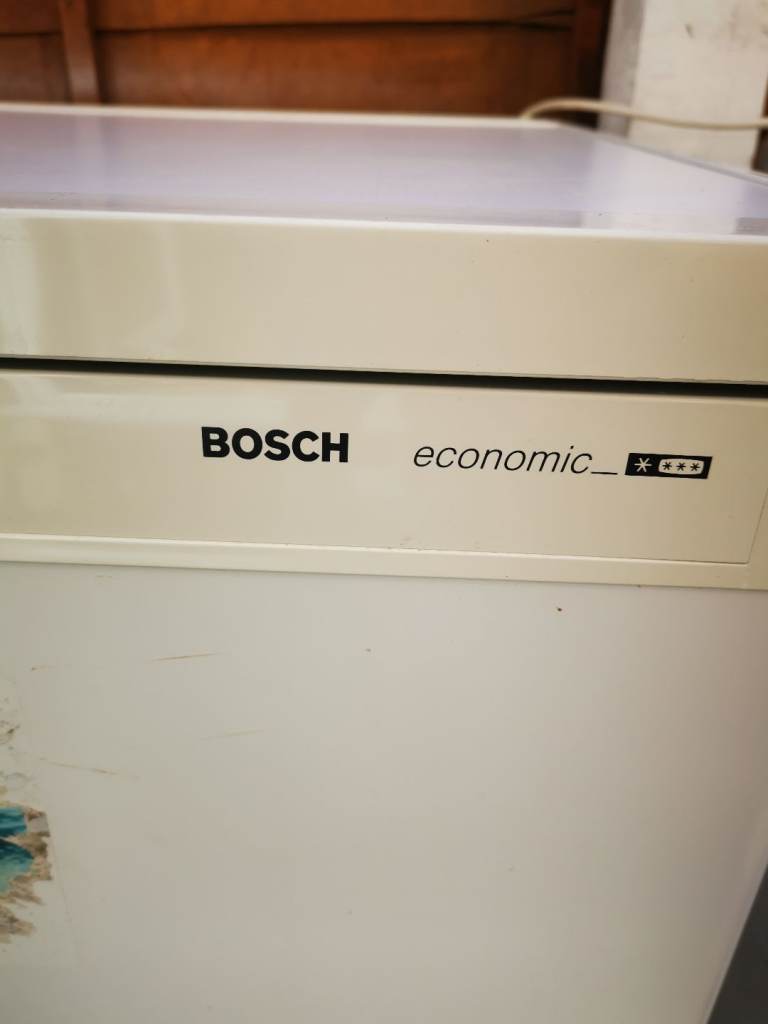 BOSCH economic_ * ***